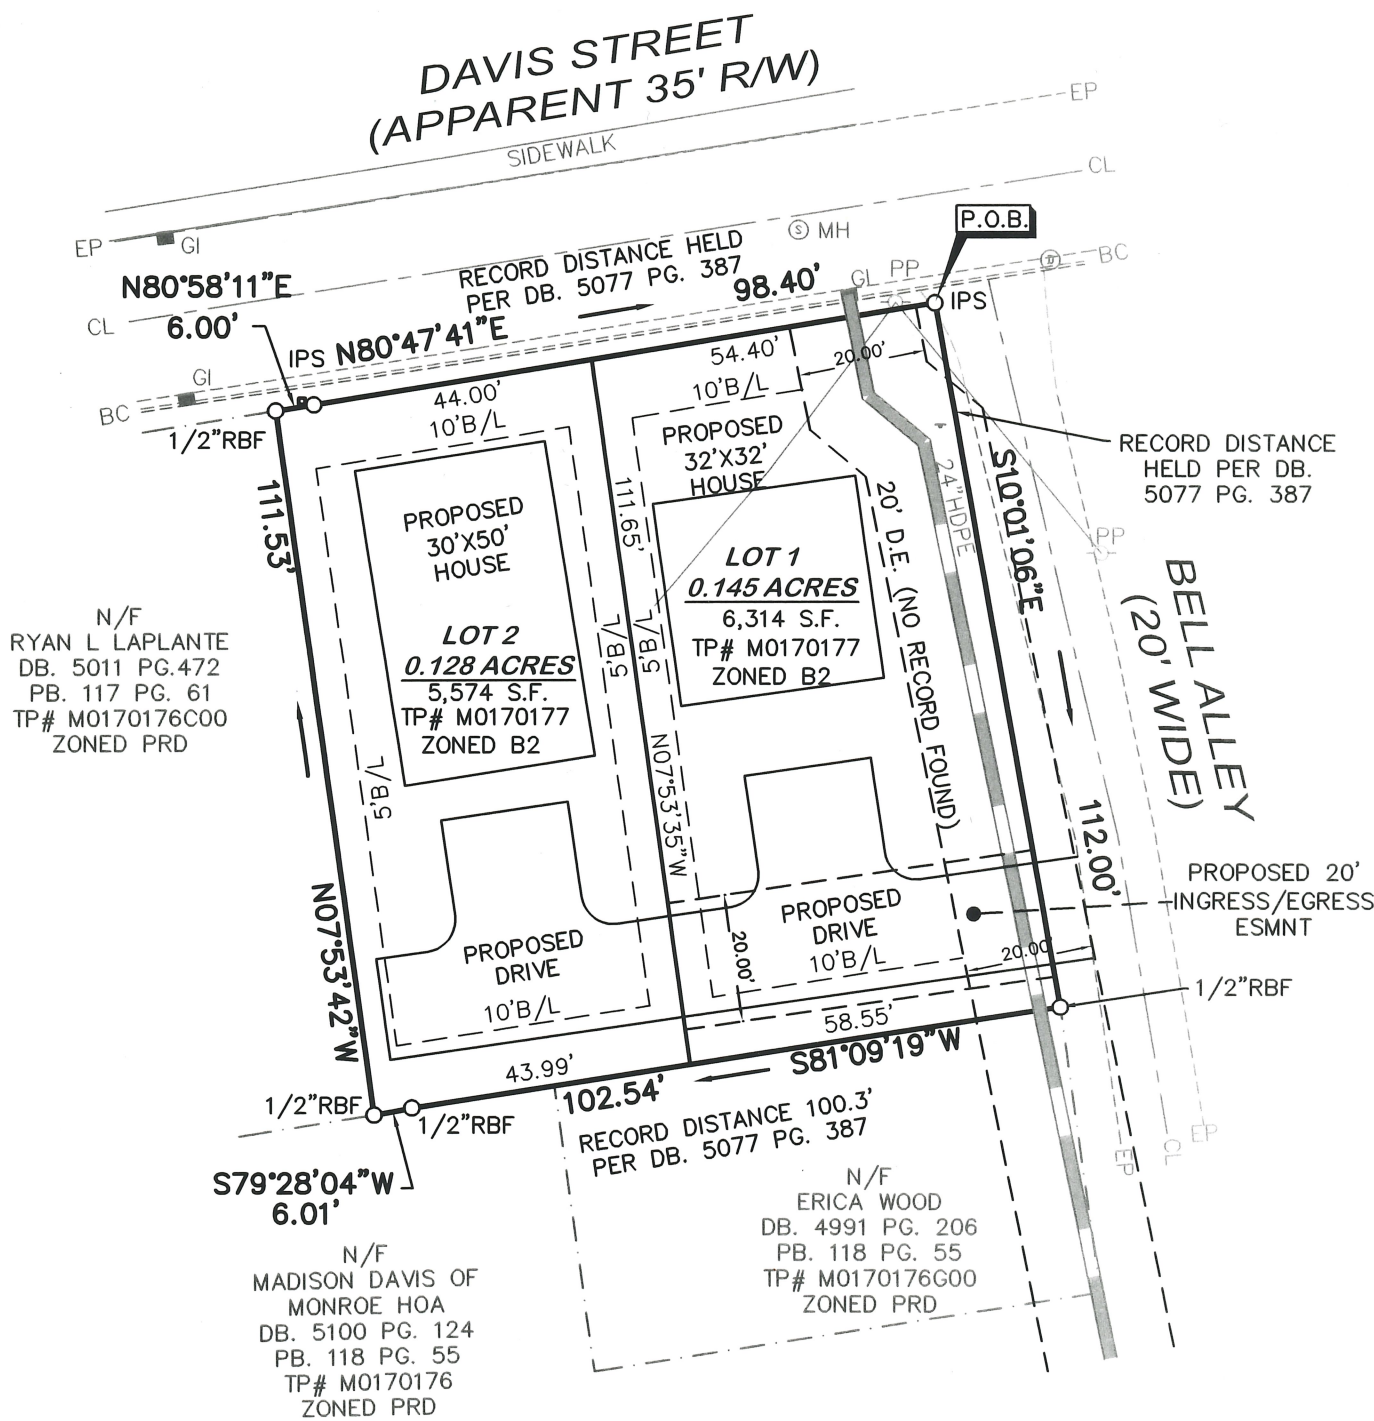 DAVIS STREET
(APPARENT 35' R/W)
SIDEWALK
EP
CL
EP
GI
MH
P.O.B.
BC
N80°58'11"E
6.00'
RECORD DISTANCE HELD
PER DB. 5077 PG. 387
98.40'
GI
PP
IPS
CL
IPS
N80°47'41"E
GI
BC
1/2"RBF
44.00'
10'B/L
54.40'
20.00'
10'B/L
PROPOSED
32'X32'
HOUSE
RECORD DISTANCE
HELD PER DB.
5077 PG. 387
S10°01'06"E
112.00'
24"HDPE
PP
111.53'
N07°53'42"W
PROPOSED
30'X50'
HOUSE
LOT 2
0.128 ACRES
5,574 S.F.
TP# M0170177
ZONED B2
111.65'
N07°53'35"W
5'B/L
5'B/L
5'B/L
LOT 1
0.145 ACRES
6,314 S.F.
TP# M0170177
ZONED B2
20' D.E. (NO RECORD FOUND)
BELL ALLEY
(20' WIDE)
N/F
RYAN L LAPLANTE
DB. 5011 PG.472
PB. 117 PG. 61
TP# M0170176C00
ZONED PRD
PROPOSED 20'
INGRESS/EGRESS
ESMNT
PROPOSED
DRIVE
10'B/L
PROPOSED
DRIVE
10'B/L
20.00'
20.00'
1/2"RBF
58.55'
S81°09'19"W
43.99'
102.54'
RECORD DISTANCE 100.3'
PER DB. 5077 PG. 387
1/2"RBF
1/2"RBF
S79°28'04"W
6.01'
EP
CL
EP
N/F
ERICA WOOD
DB. 4991 PG. 206
PB. 118 PG. 55
TP# M0170176G00
ZONED PRD
N/F
MADISON DAVIS OF
MONROE HOA
DB. 5100 PG. 124
PB. 118 PG. 55
TP# M0170176
ZONED PRD